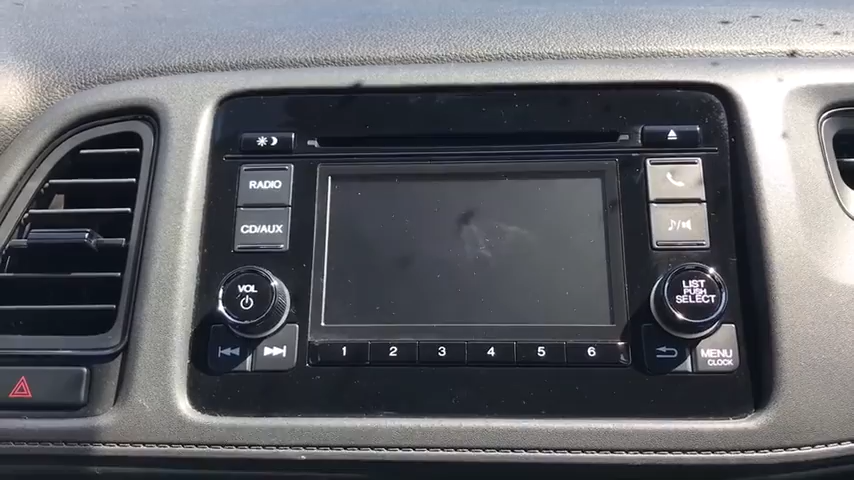 RADIO
CD/AUX
VOL
LIST
PUSH
SELECT
1 2 3 4 5 6
MENU
CLOCK